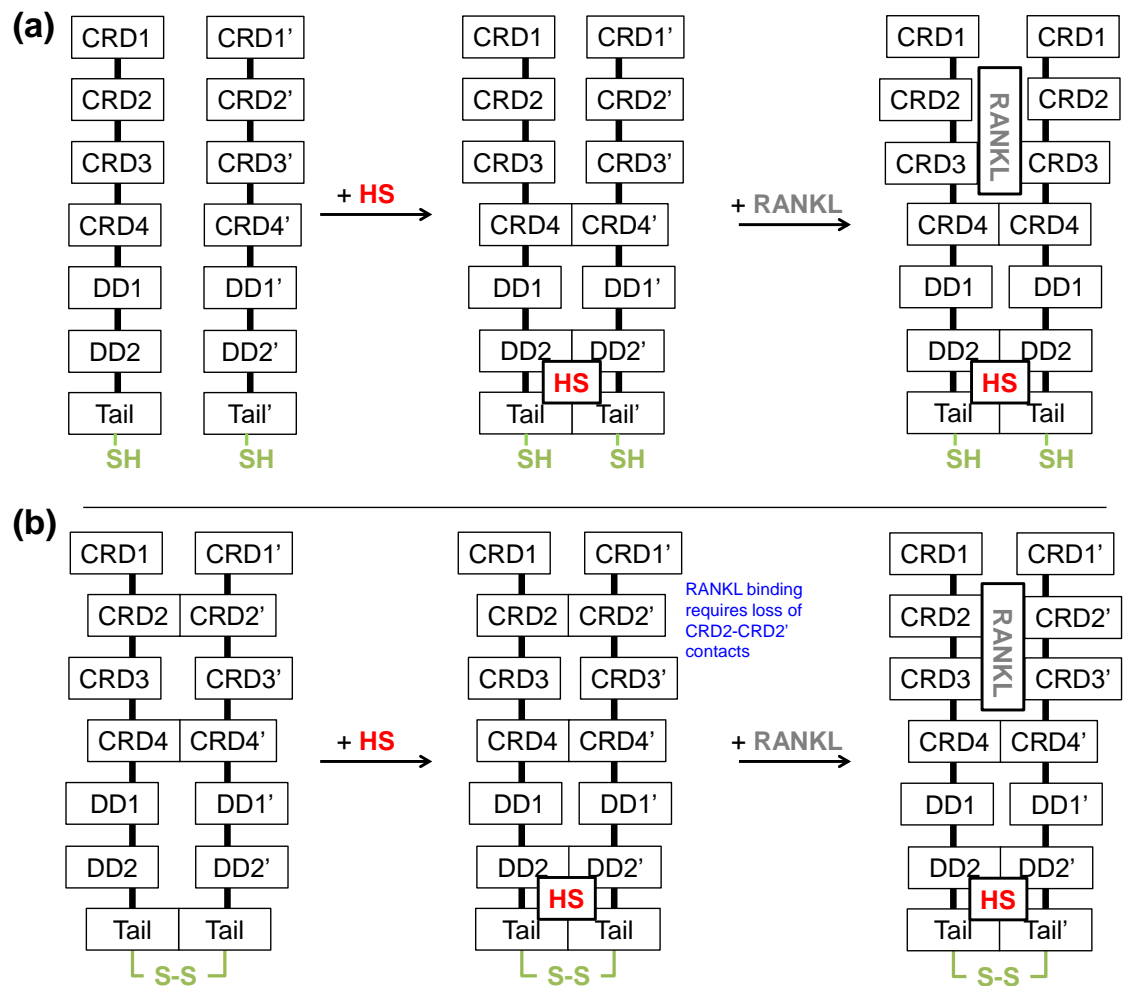 (a)
CRD1 CRD1’ CRD1 CRD1’ CRD1 CRD1
CRD2 CRD2’ CRD2 CRD2’ CRD2 RANKL CRD2
CRD3 CRD3’ CRD3 CRD3’ CRD3 CRD3
+ HS + RANKL
CRD4 CRD4’ CRD4 CRD4’ CRD4 CRD4
DD1 DD1’ DD1 DD1’ DD1 DD1
DD2 DD2’ DD2 DD2’ DD2 DD2
HS HS
Tail Tail’ Tail Tail’ Tail Tail
SH SH SH SH SH SH
(b)
CRD1 CRD1’ CRD1 CRD1’ CRD1 CRD1’
RANKL binding
requires loss of
CRD2-CRD2’
contacts
CRD2 CRD2’ CRD2 CRD2’ CRD2 RANKL CRD2’
CRD3 CRD3’ CRD3 CRD3’ CRD3 CRD3’
+ HS + RANKL
CRD4 CRD4’ CRD4 CRD4’ CRD4 CRD4’
DD1 DD1’ DD1 DD1’ DD1 DD1’
DD2 DD2’ DD2 DD2’ DD2 DD2’
HS HS
Tail Tail Tail Tail Tail Tail’
S-S S-S S-S